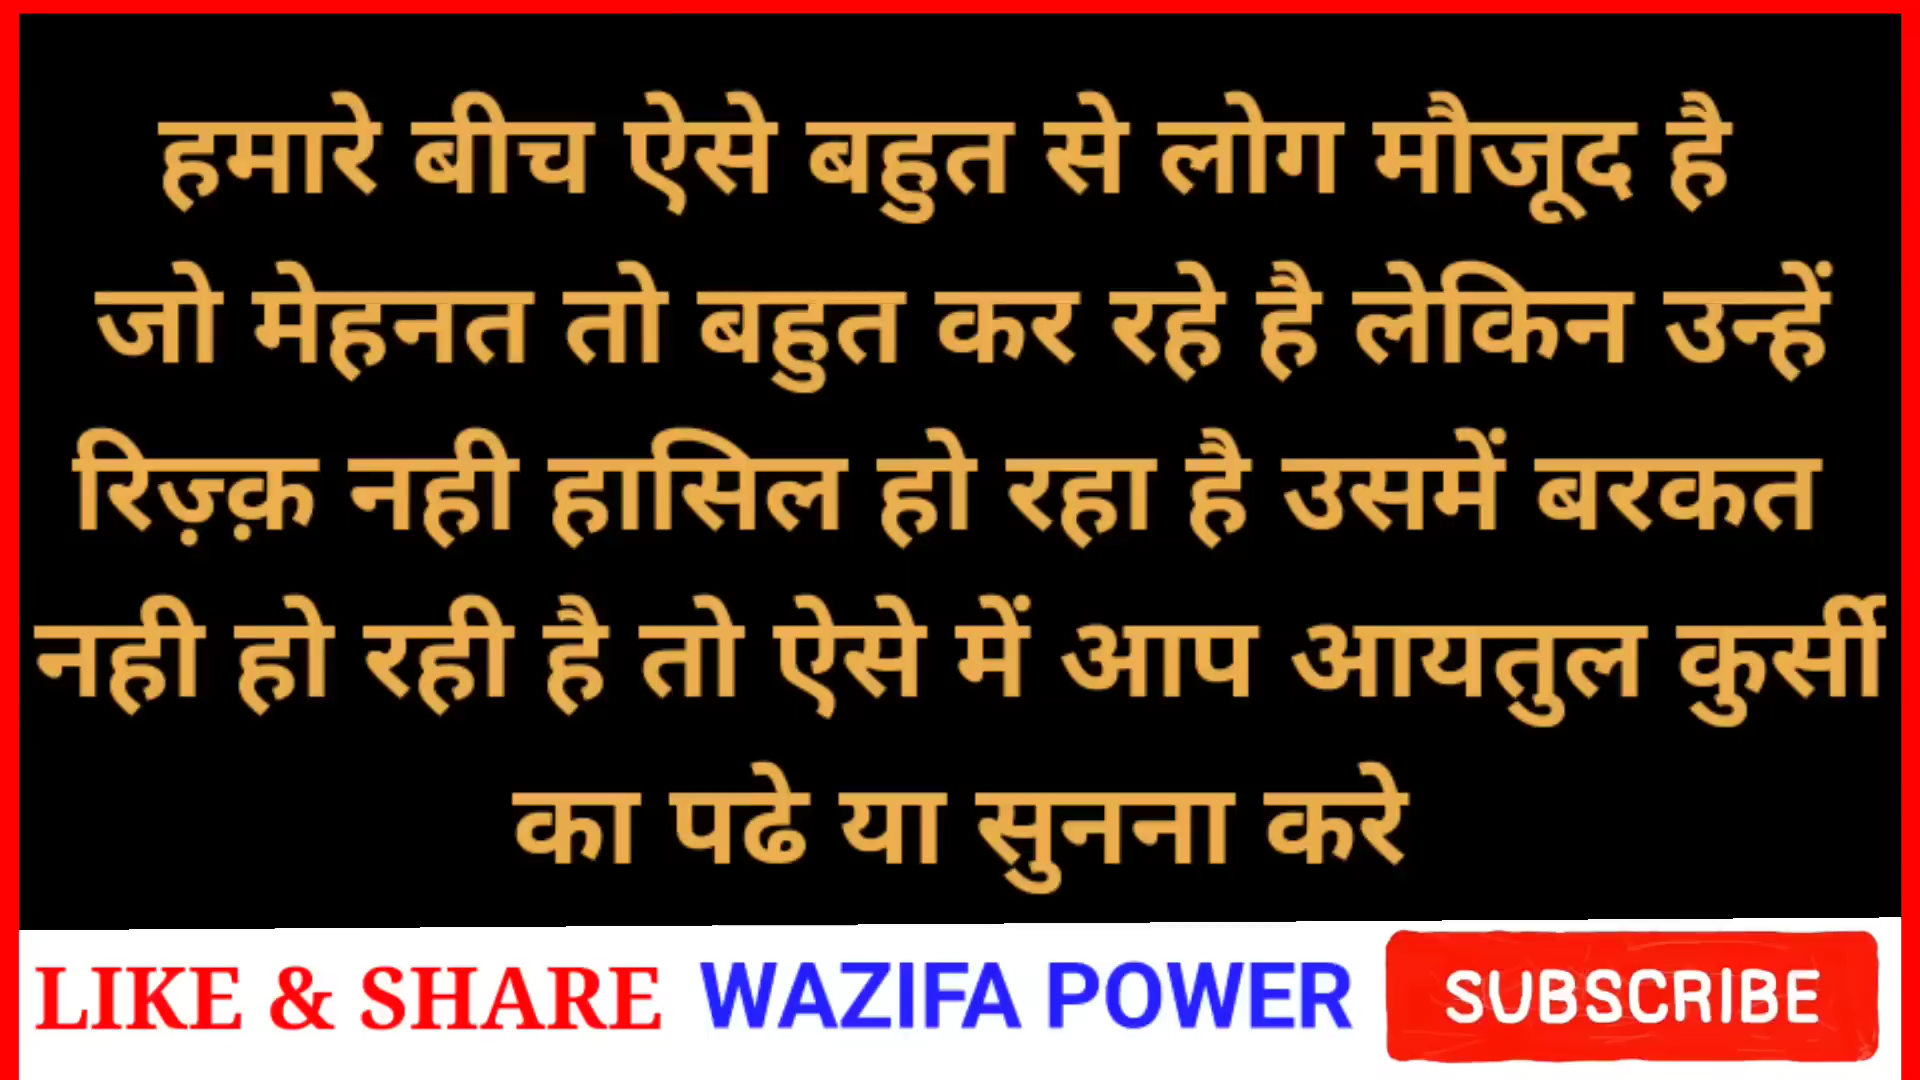 हमारे बीच ऐसे बहुत से लोग मौजूद है
जो मेहनत तो बहुत कर रहे है लेकिन उन्हें
रिज़्क़ नही हासिल हो रहा है उसमें बरकत
नही हो रही है तो ऐसे में आप आयतुल कुर्सी
का पढे या सुनना करे
LIKE & SHARE WAZIFA POWER SUBSCRIBE